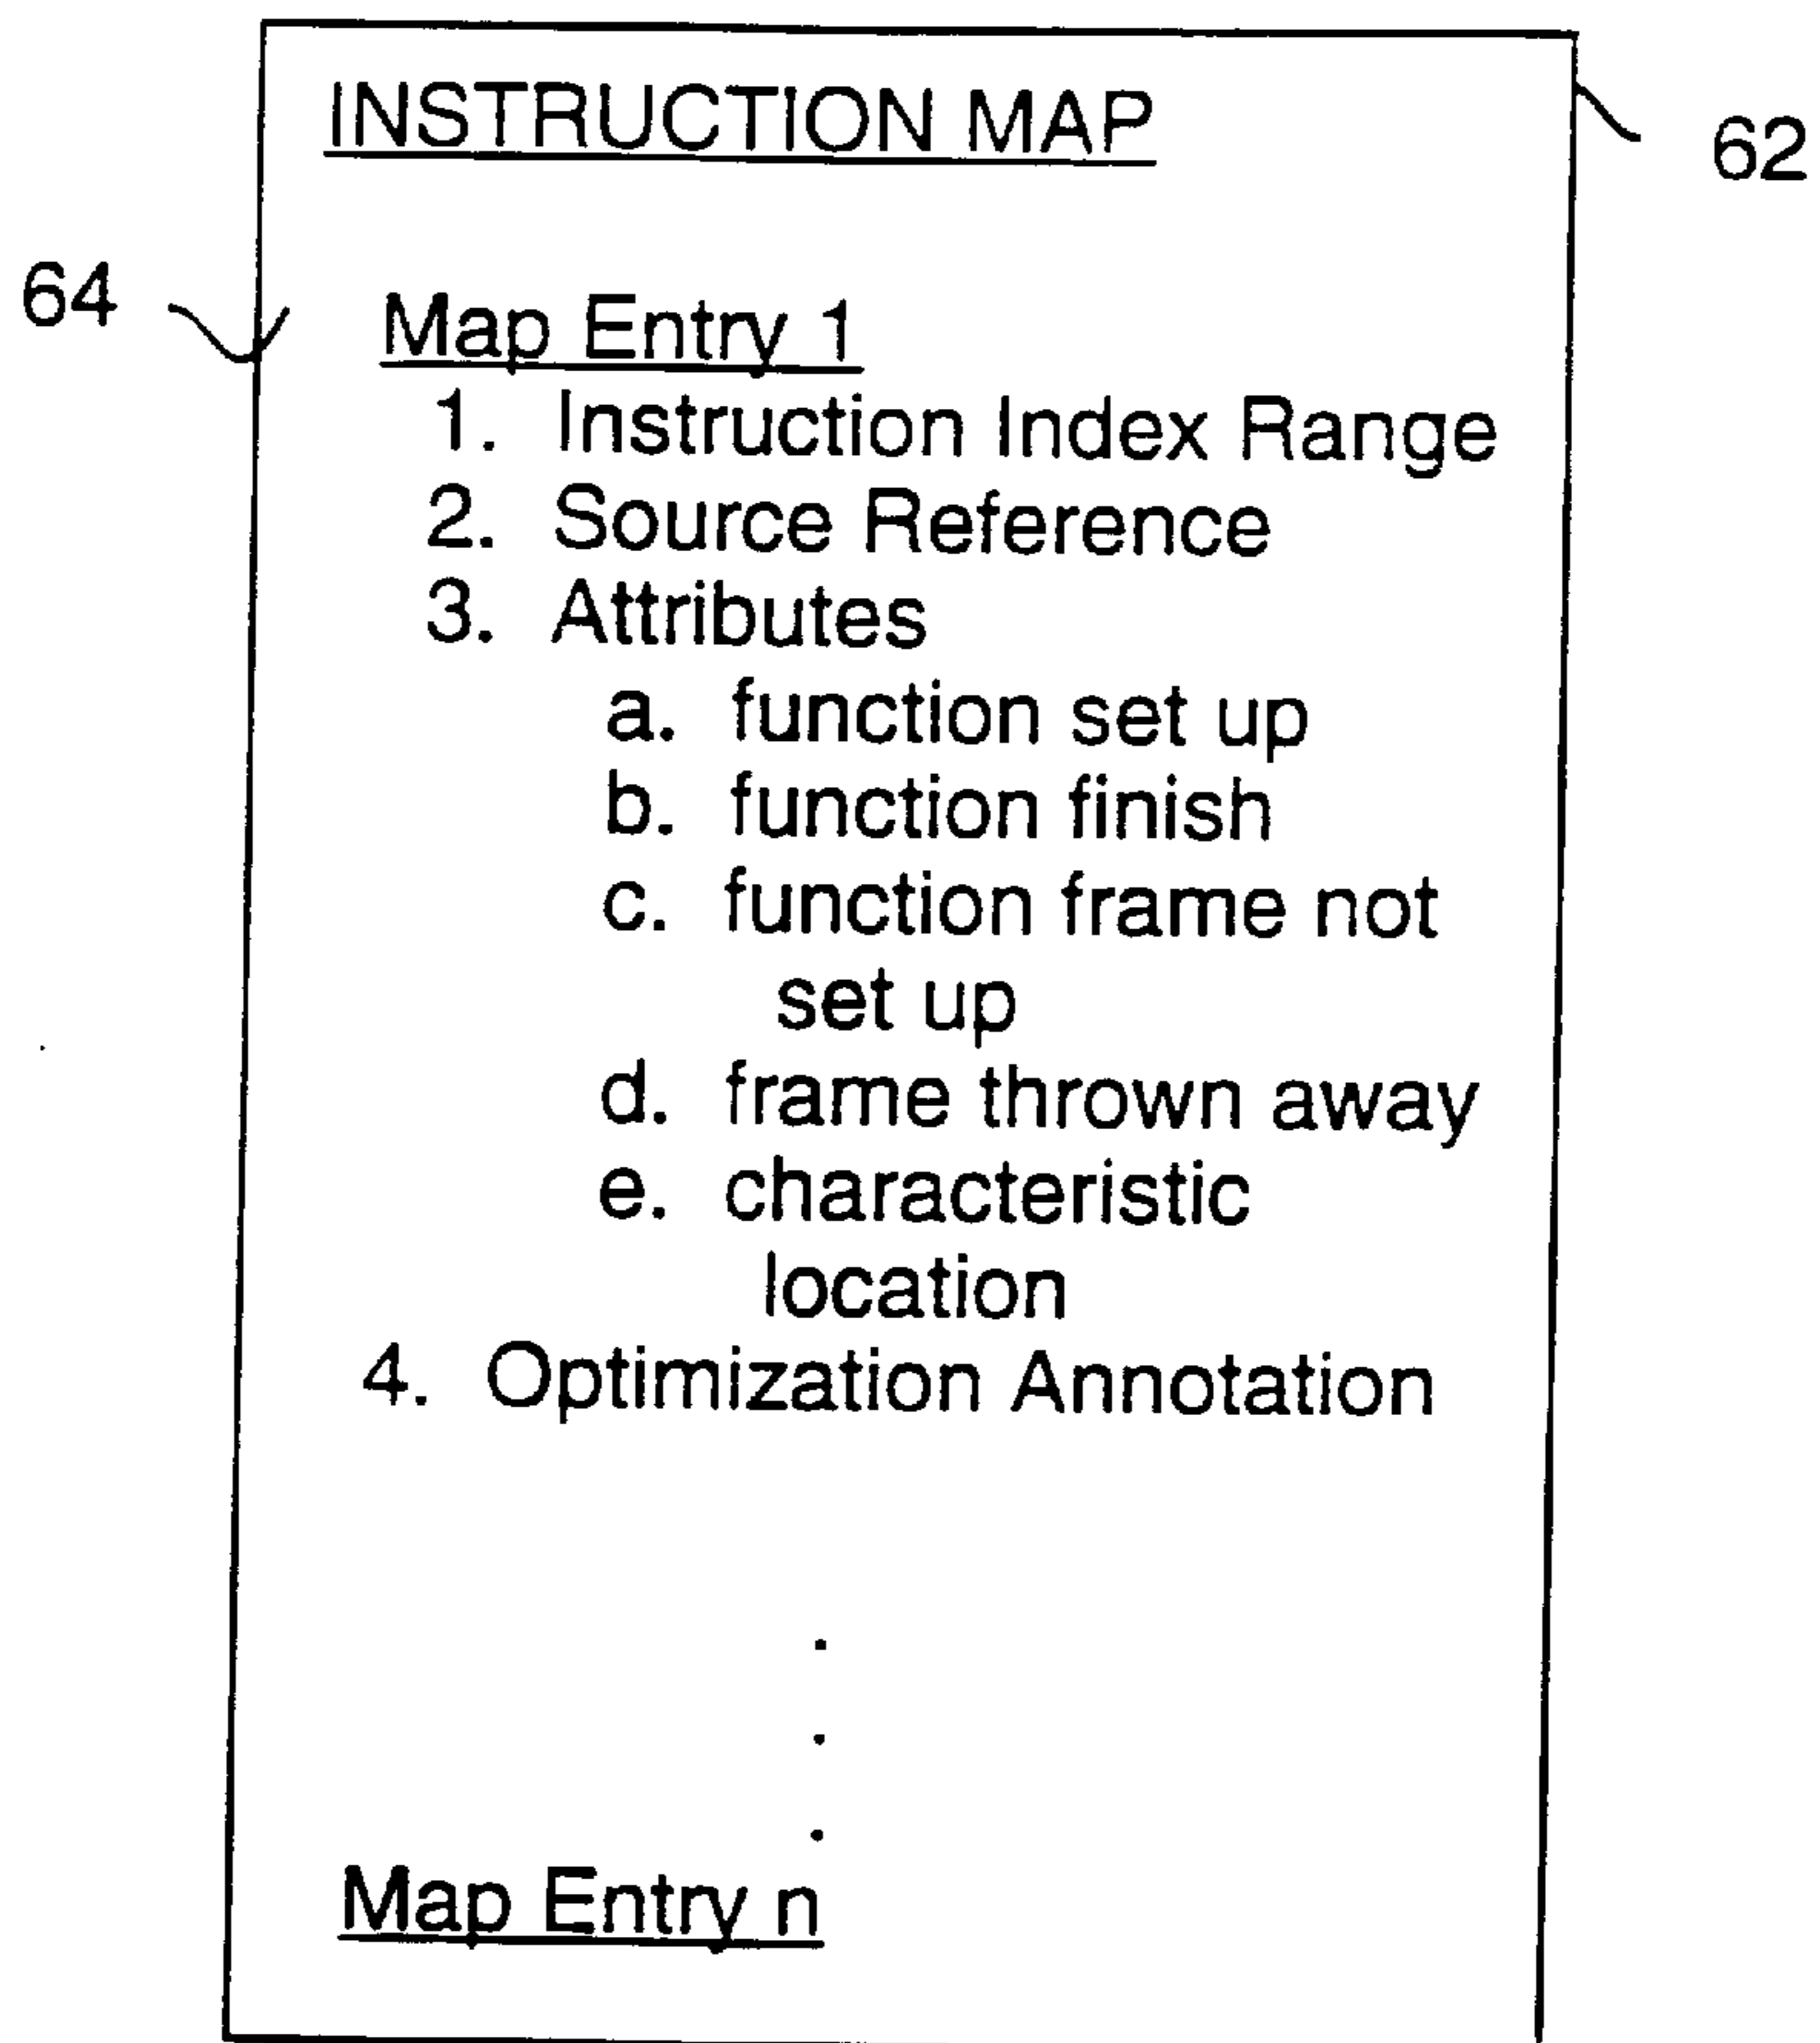 INSTRUCTION MAP
62
64
Map Entry 1
1. Instruction Index Range
2. Source Reference
3. Attributes
a. function set up
b. function finish
c. function frame not
set up
d. frame thrown away
e. characteristic
location
4. Optimization Annotation
.
.
.
Map Entry n